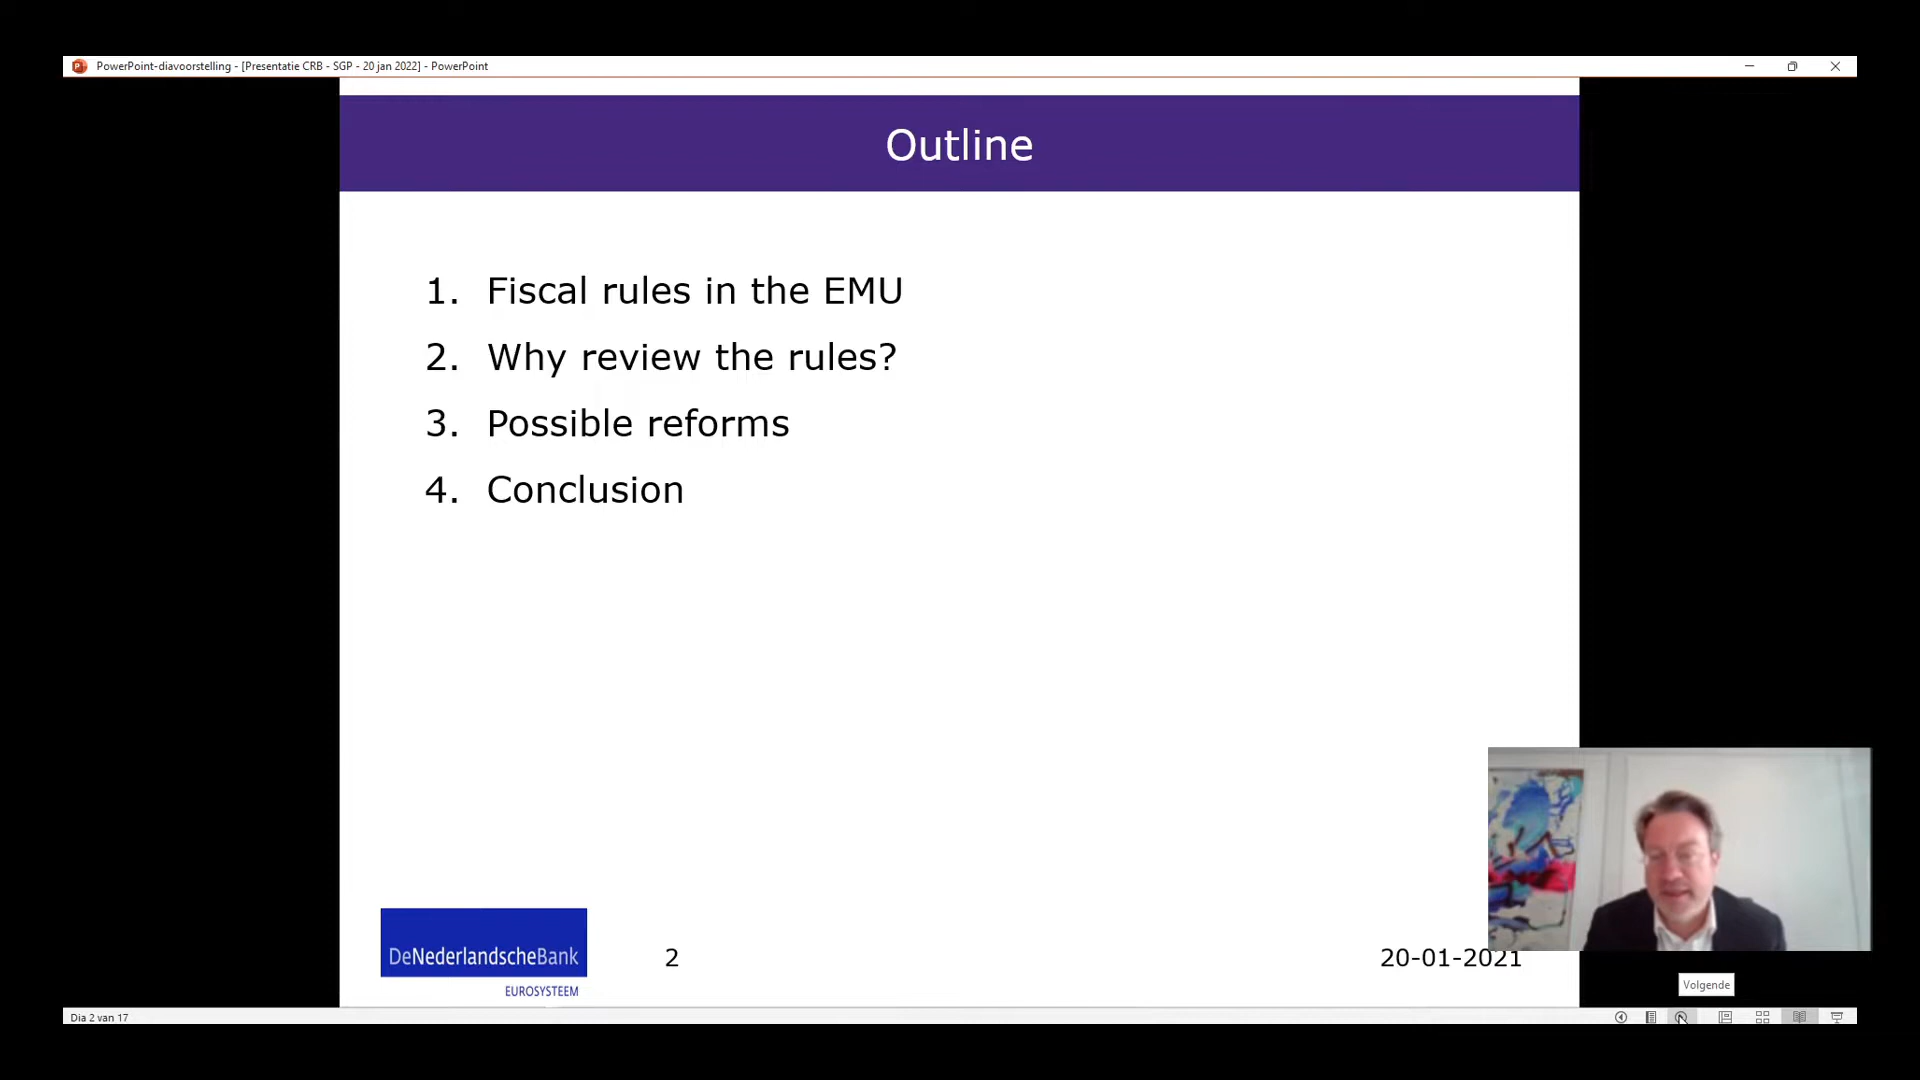 PowerPoint-diavoorstelling - [Presentatie CRB - SGP - 20 jan 2022] - PowerPoint
Outline
1. Fiscal rules in the EMU
2. Why review the rules?
3. Possible reforms
4. Conclusion
DeNederlandscheBank
EUROSYSTEEM
2
20-01-2021
Volgende
Dia 2 van 17